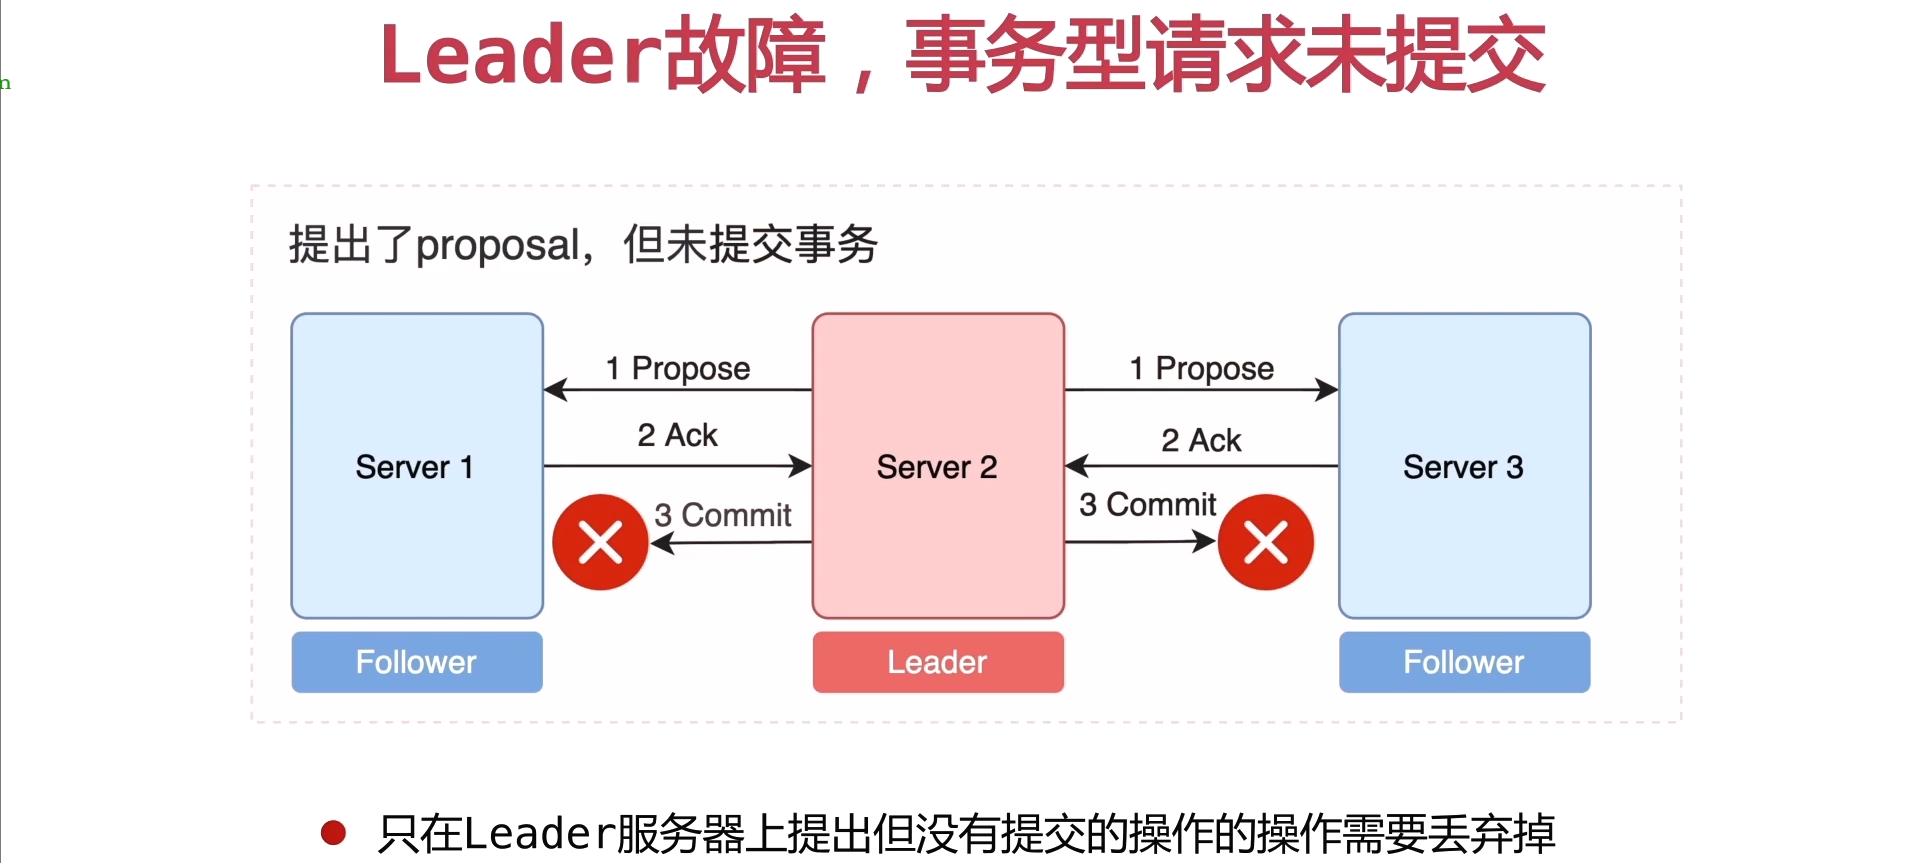 Leader故障，事务型请求未提交
m
提出了proposal，但未提交事务
1 Propose
1 Propose
2 Ack
2 Ack
Server 1
Server 2
Server 3
3 Commit
3 Commit
Follower
Leader
Follower
只在Leader服务器上提出但没有提交的操作的操作需要丢弃掉